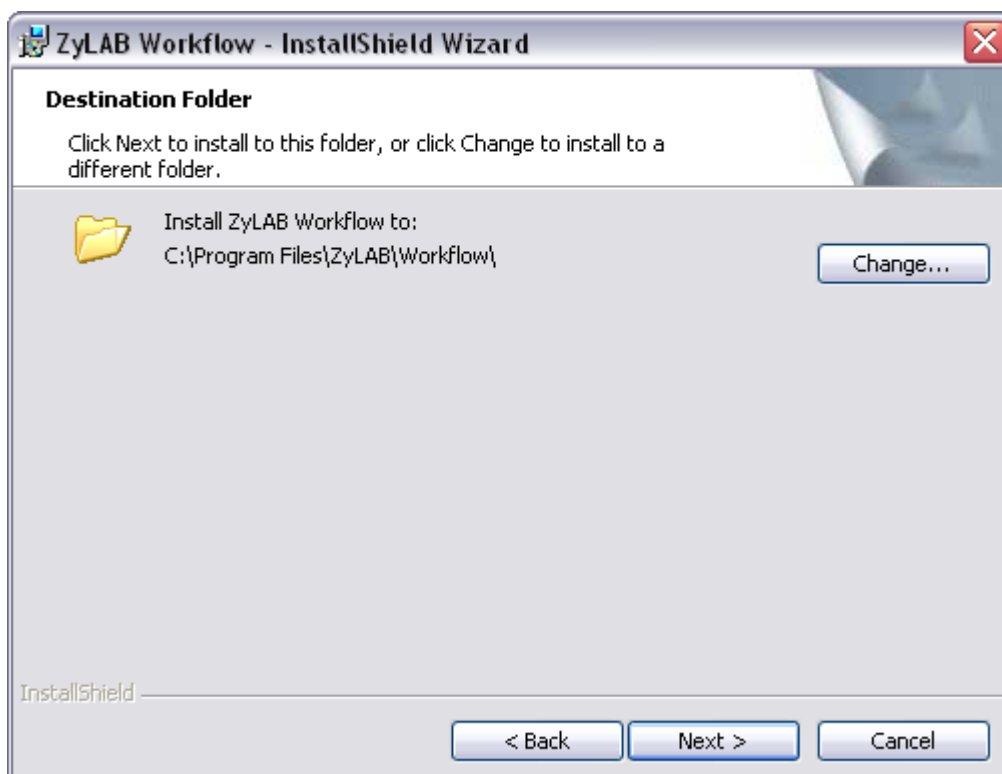 ZyLAB Workflow - InstallShield Wizard
Destination Folder
Click Next to install to this folder, or click Change to install to a
different folder.
Install ZyLAB Workflow to:
C:\Program Files\ZyLAB\Workflow\
Change...
InstallShield
< Back
Next >
Cancel